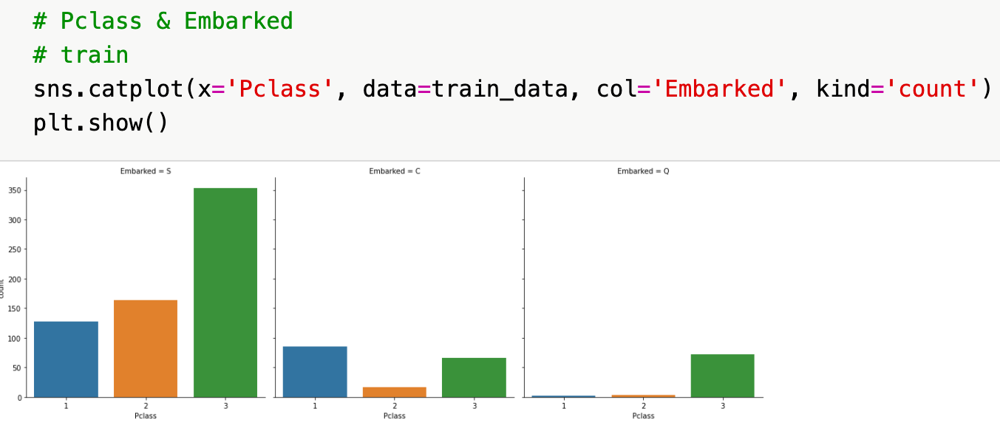 # Pclass & Embarked
# train
sns.catplot(x='Pclass', data=train_data, col='Embarked', kind='count')
plt.show()
Embarked = S
Embarked = C
Embarked = Q
350
300
250
200
150
100
50
0
count
1 2 3
1 2 3
1 2 3
Pclass
Pclass
Pclass